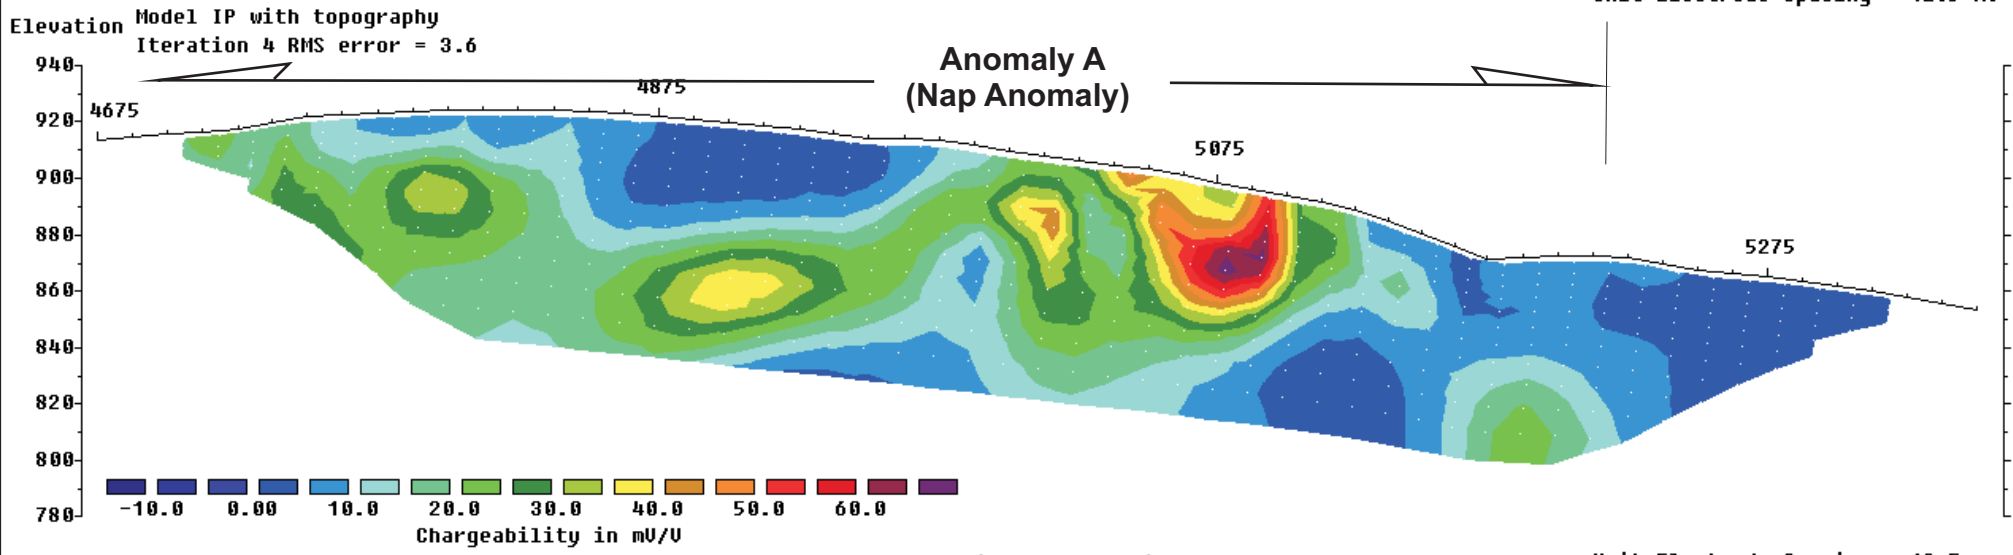 Model IP with topography
Elevation
Iteration 4 RMS error = 3.6
Anomaly A
(Nap Anomaly)
940
4675
4875
920
5075
900
880
5275
860
840
820
800
780
-10.0 0.00 10.0 20.0 30.0 40.0 50.0 60.0
Chargeability in mV/V